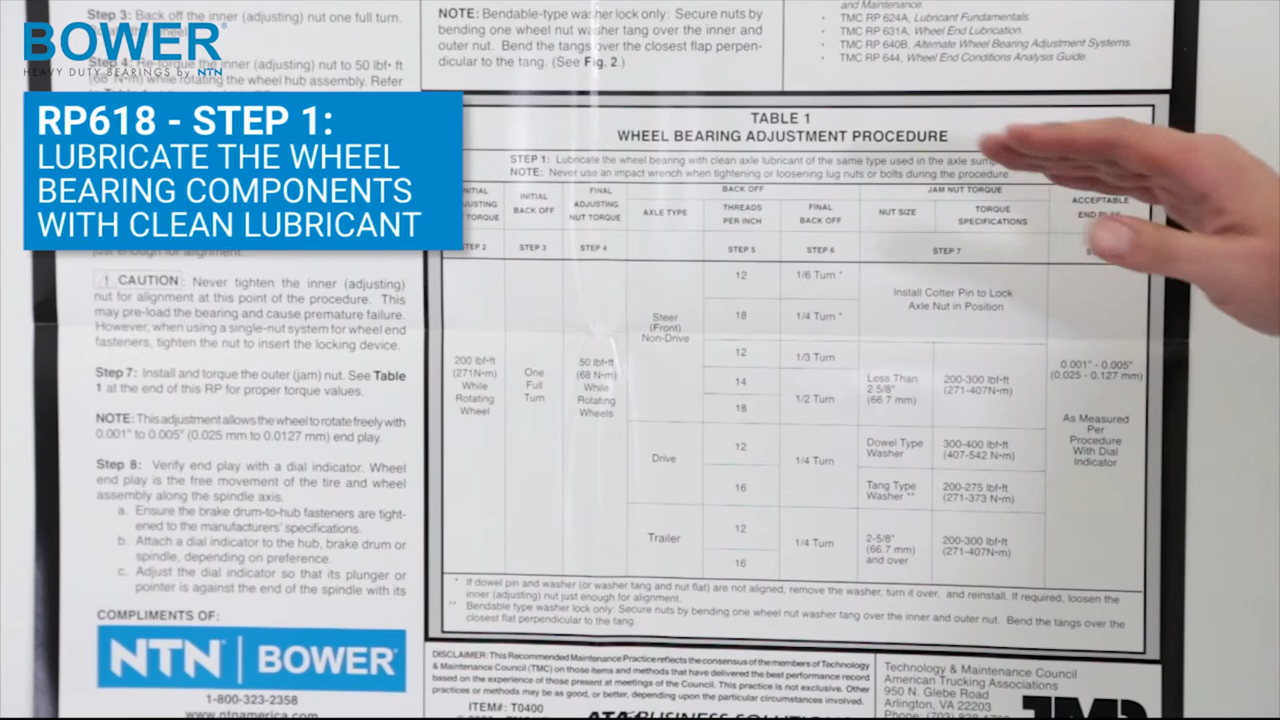 Step 3: Back off the inner (adjusting) nut one full turn.
BOWER
HEAVY DUTY BEARINGS by NTN
Step 4: Re-torque the inner (adjusting) nut to 50 lbf•ft
(68 N•m) while rotating the wheel hub assembly. Refer
RP618 - STEP 1:
LUBRICATE THE WHEEL
BEARING COMPONENTS
WITH CLEAN LUBRICANT
just enough for alignment.
CAUTION: Never tighten the inner (adjusting)
nut for alignment at this point of the procedure. This
may pre-load the bearing and cause premature failure.
However, when using a single-nut system for wheel end
fasteners, tighten the nut to insert the locking device.
Step 7: Install and torque the outer (jam) nut. See Table
1 at the end of this RP for proper torque values.
NOTE: This adjustment allows the wheel to rotate freely with
0.001" to 0.005" (0.025 mm to 0.0127 mm) end play.
Step 8: Verify end play with a dial indicator. Wheel
end play is the free movement of the tire and wheel
assembly along the spindle axis.
a. Ensure the brake drum-to-hub fasteners are tight-
ened to the manufacturers' specifications.
b. Attach a dial indicator to the hub, brake drum or
spindle, depending on preference.
c. Adjust the dial indicator so that its plunger or
pointer is against the end of the spindle with its
COMPLIMENTS OF:
NTN | BOWER
1-800-323-2358
www.ntnamerica.com
NOTE: Bendable-type washer lock only: Secure nuts by
bending one wheel nut washer tang over the inner and
outer nut. Bend the tangs over the closest flap perpen-
dicular to the tang. (See Fig. 2.)
and Maintenance.
• TMC RP 624A, Lubricant Fundamentals.
• TMC RP 631A, Wheel End Lubrication.
• TMC RP 640B, Alternate Wheel Bearing Adjustment Systems.
• TMC RP 644, Wheel End Conditions Analysis Guide.
TABLE 1
WHEEL BEARING ADJUSTMENT PROCEDURE
STEP 1: Lubricate the wheel bearing with clean axle lubricant of the same type used in the axle sump
NOTE: Never use an impact wrench when tightening or loosening lug nuts or bolts during the procedure.
INITIAL ADJUSTING TORQUE
INITIAL BACK OFF
FINAL ADJUSTING NUT TORQUE
BACK OFF
AXLE TYPE
THREADS PER INCH
FINAL BACK OFF
JAM NUT TORQUE
NUT SIZE
TORQUE SPECIFICATIONS
ACCEPTABLE END PLAY
STEP 2 STEP 3 STEP 4 STEP 5 STEP 6 STEP 7
200 lbf•ft (271N•m) While Rotating Wheel
One Full Turn
50 lbf•ft (68 N•m) While Rotating Wheels
Steer (Front) Non-Drive
12 1/6 Turn *
18 1/4 Turn *
Install Cotter Pin to Lock
Axle Nut in Position
12 1/3 Turn
14
18
1/2 Turn
Less Than 2 5/8" (66.7 mm)
200-300 lbf•ft (271-407N•m)
Drive
12
16
1/4 Turn
Dowel Type Washer
300-400 lbf•ft (407-542 N•m)
Tang Type Washer **
200-275 lbf•ft (271-373 N•m)
Trailer
12
16
1/4 Turn
2-5/8" (66.7 mm) and over
200-300 lbf•ft (271-407N•m)
0.001" - 0.005"
(0.025 - 0.127 mm)
As Measured
Per
Procedure
With Dial
Indicator
* If dowel pin and washer (or washer tang and nut flat) are not aligned, remove the washer, turn it over, and reinstall. If required, loosen the
inner (adjusting) nut just enough for alignment.
** Bendable type washer lock only: Secure nuts by bending one wheel nut washer tang over the inner and outer nut. Bend the tangs over the
closest flap perpendicular to the tang.
DISCLAIMER: This Recommended Maintenance Practice reflects the consensus of the members of Technology
& Maintenance Council (TMC) on those items and methods that have delivered the best performance record
based on the experience of those present at meetings of the Council. This practice is not exclusive. Other
practices or methods may be as good, or better, depending upon the particular circumstances involved.
ITEM#: T0400
ATA BUSINESS SOLUTIONS
Technology & Maintenance Council
American Trucking Associations
950 N. Glebe Road
Arlington, VA 22203
TMC